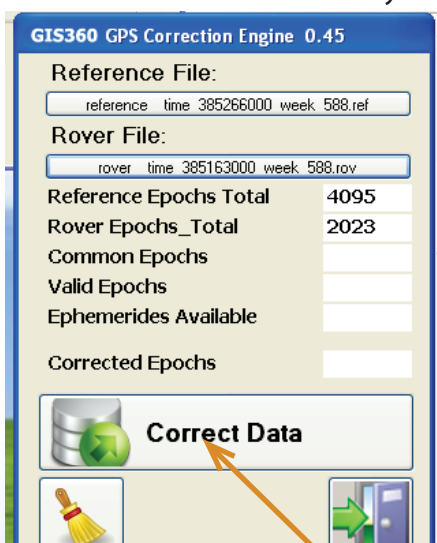 GIS360 GPS Correction Engine 0.45
Reference File:
reference time 385266000 week 588.ref
Rover File:
rover time 385163000 week 588.rov
Reference Epochs Total 4095
Rover Epochs_Total 2023
Common Epochs
Valid Epochs
Ephemerides Available
Corrected Epochs
Correct Data